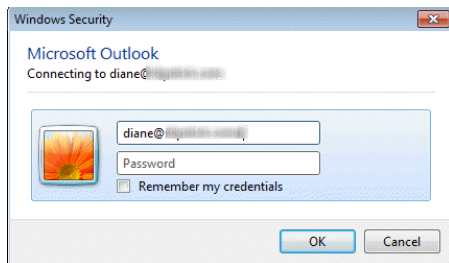 Windows Security
Microsoft Outlook
Connecting to diane@
diane@
Password
Remember my credentials
OK
Cancel